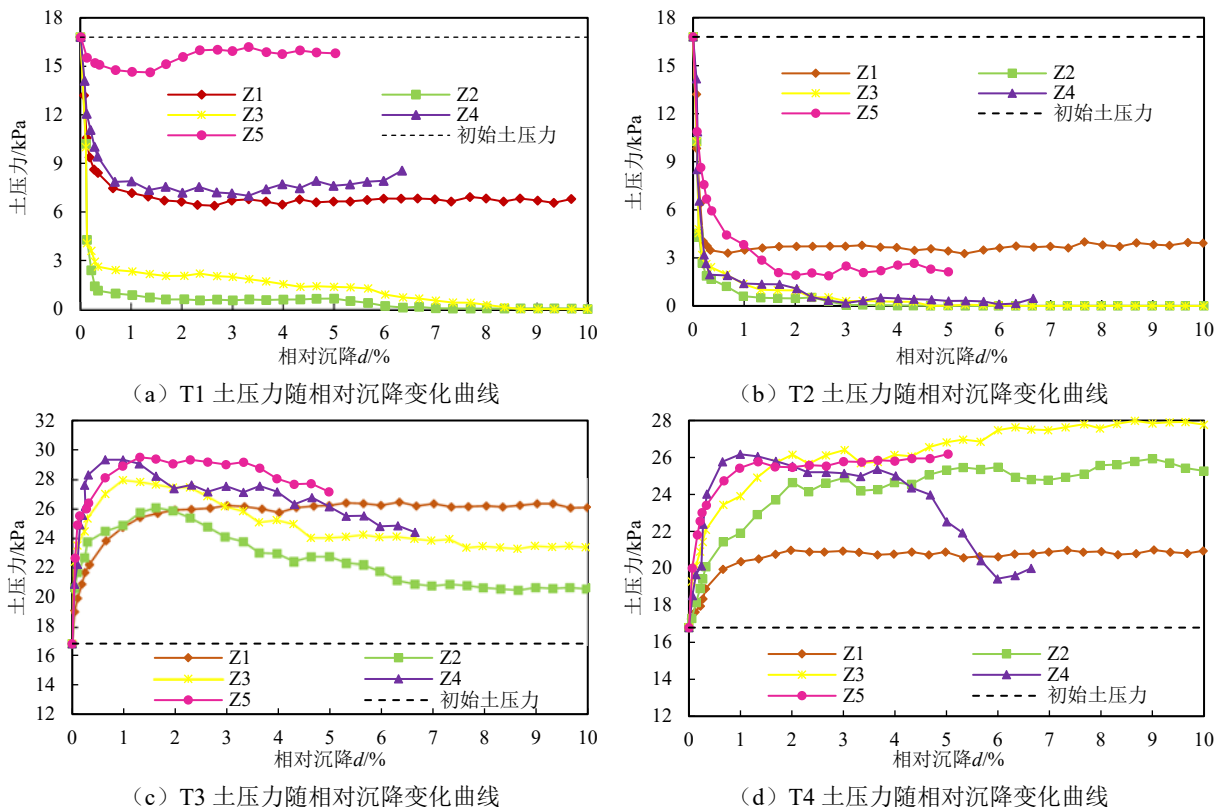 18
15
12
9
6
3
0
土压力/kPa
Z1
Z2
Z3
Z4
Z5
初始土压力
0 1 2 3 4 5 6 7 8 9 10
相对沉降d/%
（a）T1 土压力随相对沉降变化曲线
18
15
12
9
6
3
0
土压力/kPa
Z1
Z2
Z3
Z4
Z5
初始土压力
0 1 2 3 4 5 6 7 8 9 10
相对沉降d/%
（b）T2 土压力随相对沉降变化曲线
32
30
28
26
24
22
20
18
16
14
12
土压力/kPa
Z1
Z2
Z3
Z4
Z5
初始土压力
0 1 2 3 4 5 6 7 8 9 10
相对沉降d/%
（c）T3 土压力随相对沉降变化曲线
28
26
24
22
20
18
16
14
12
土压力/kPa
Z1
Z2
Z3
Z4
Z5
初始土压力
0 1 2 3 4 5 6 7 8 9 10
相对沉降d/%
（d）T4 土压力随相对沉降变化曲线